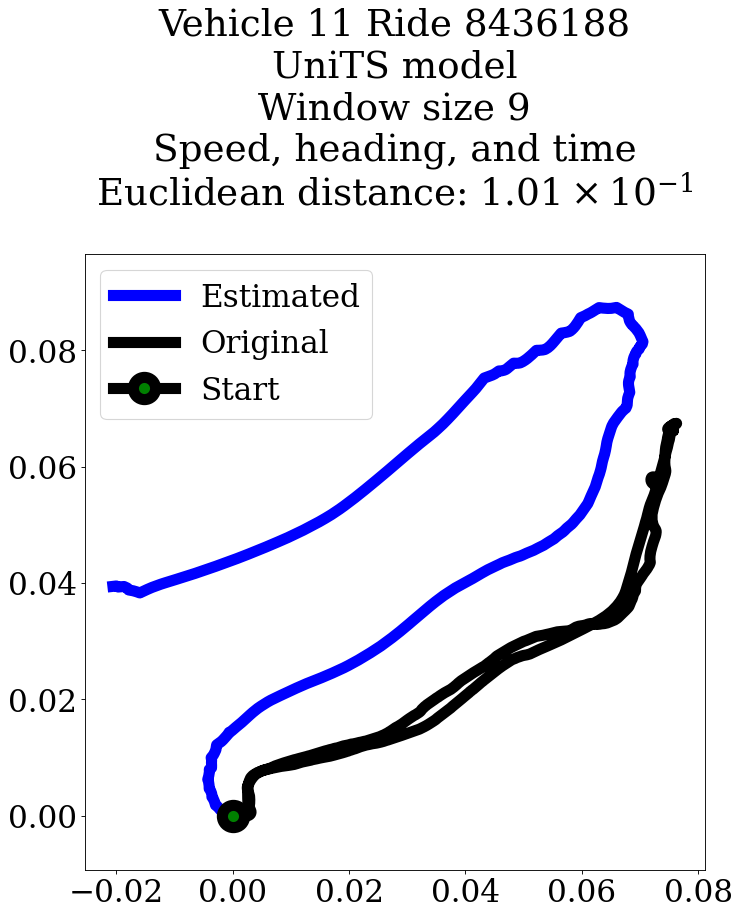 Vehicle 11 Ride 8436188
UniTS model
Window size 9
Speed, heading, and time
Euclidean distance: 1.01 × 10⁻¹
Estimated
Original
Start
0.08
0.06
0.04
0.02
0.00
−0.02 0.00 0.02 0.04 0.06 0.08